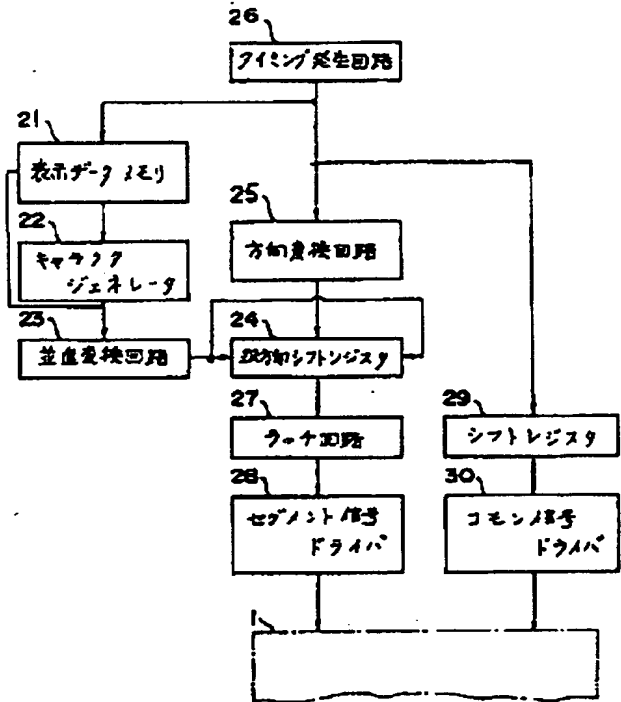 26
タイミング発生回路
21
表示データメモリ
22
キャラクタ
ジェネレータ
23
並直変換回路
25
方向変換回路
24
双方向シフトレジスタ
27
ラッチ回路
28
セグメント信号
ドライバ
29
シフトレジスタ
30
コモン信号
ドライバ
1